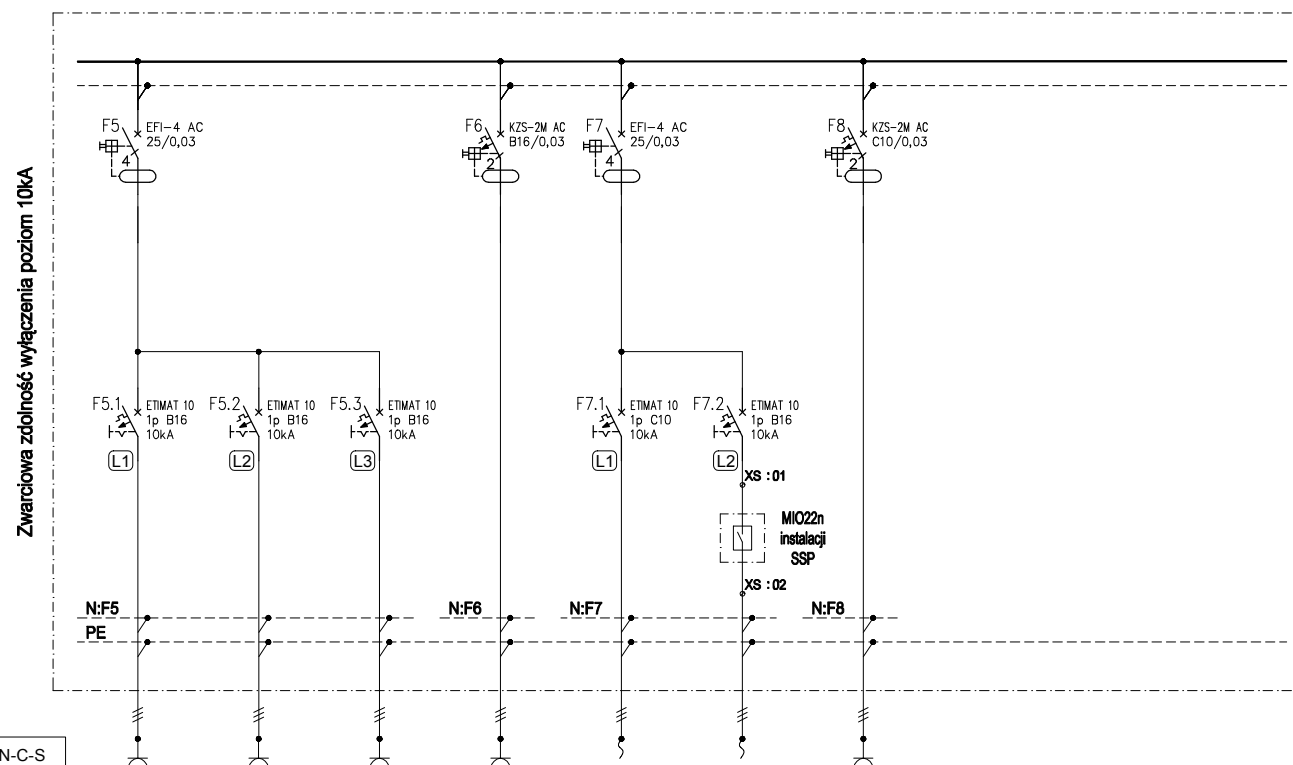 Zwarciowa zdolność wyłączenia poziom 10kA
F5
EFI-4 AC
25/0,03
4
F6
KZS-2M AC
B16/0,03
2
F7
EFI-4 AC
25/0,03
4
F8
KZS-2M AC
C10/0,03
2
F5.1
ETIMAT 10
1p B16
10kA
L1
F5.2
ETIMAT 10
1p B16
10kA
L2
F5.3
ETIMAT 10
1p B16
10kA
L3
F7.1
ETIMAT 10
1p C10
10kA
L1
F7.2
ETIMAT 10
1p B16
10kA
L2
XS : 01
MIO22n
instalacji
SSP
XS : 02
N:F5
N:F6
N:F7
N:F8
PE
N-C-S